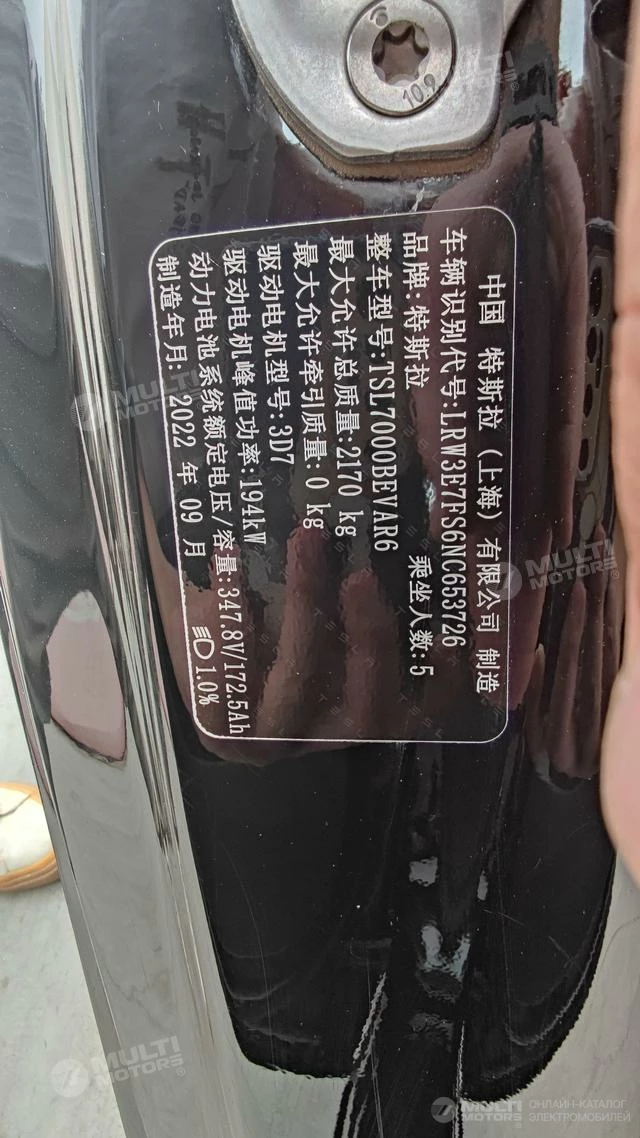 中国 特斯拉 (上海) 有限公司 制造
车辆识别代号:LRW3E7FS6NC653726
品牌:特斯拉 乘坐人数:5
整车型号:TSL7000BEVAR6
最大允许总质量:2170 kg
最大允许牵引质量: 0 kg
驱动电机型号:3D7
驱动电机峰值功率:194kW
动力电池系统额定电压/容量:347.8V/172.5Ah
制造年月: 2022 年 09 月 1.0%
10.9
MULTI MOTORS®
MULTI MOTORS®
MULTI MOTORS®
MULTI MOTORS®
MULTI MOTORS® ОНЛАЙН-КАТАЛОГ ЭЛЕКТРОМОБИЛЕЙ